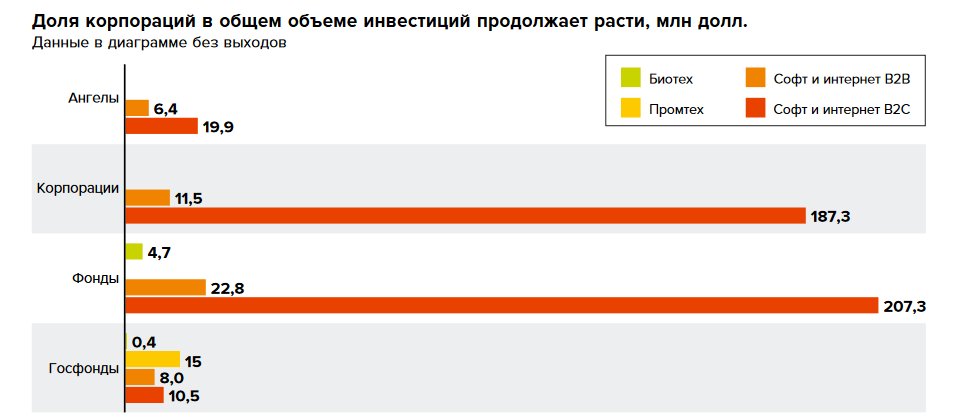 Доля корпораций в общем объеме инвестиций продолжает расти, млн долл.
Данные в диаграмме без выходов
Биотех
Софт и интернет B2B
Промтех
Софт и интернет B2C
Ангелы
6,4
19,9
Корпорации
11,5
187,3
Фонды
4,7
22,8
207,3
Госфонды
0,4
15
8,0
10,5